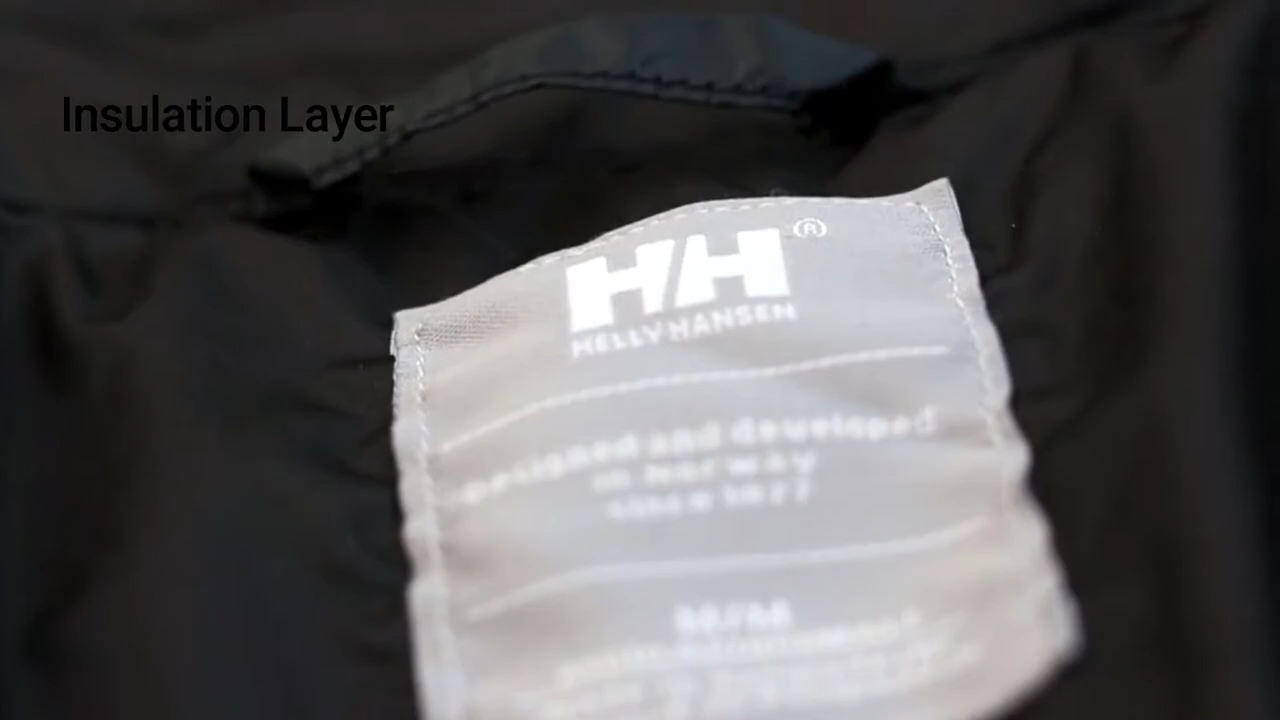 Insulation Layer
HH®
HELLY HANSEN
Designed and developed
in Norway
since 1877
M/M